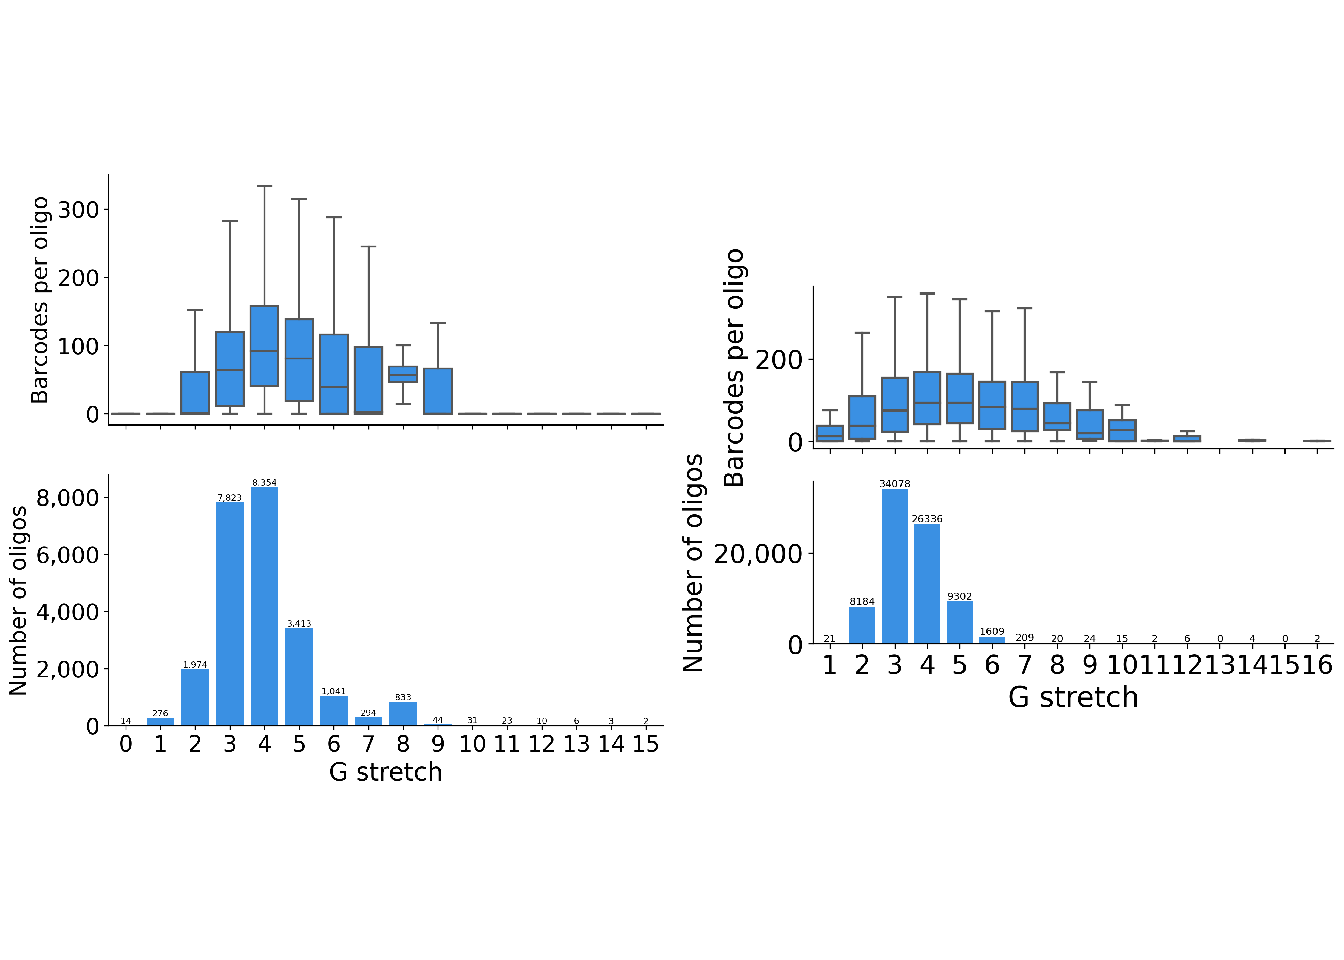 Barcodes per oligo
300
200
100
0
Number of oligos
8,000
6,000
4,000
2,000
0
14 276 1,974 7,823 8,354 3,413 1,041 294 833 44 31 23 10 6 3 2
0 1 2 3 4 5 6 7 8 9 10 11 12 13 14 15
G stretch
Barcodes per oligo
200
0
Number of oligos
20,000
0
21 8184 34078 26336 9302 1609 209 20 24 15 2 6 0 4 0 2
1 2 3 4 5 6 7 8 9 10 11 12 13 14 15 16
G stretch